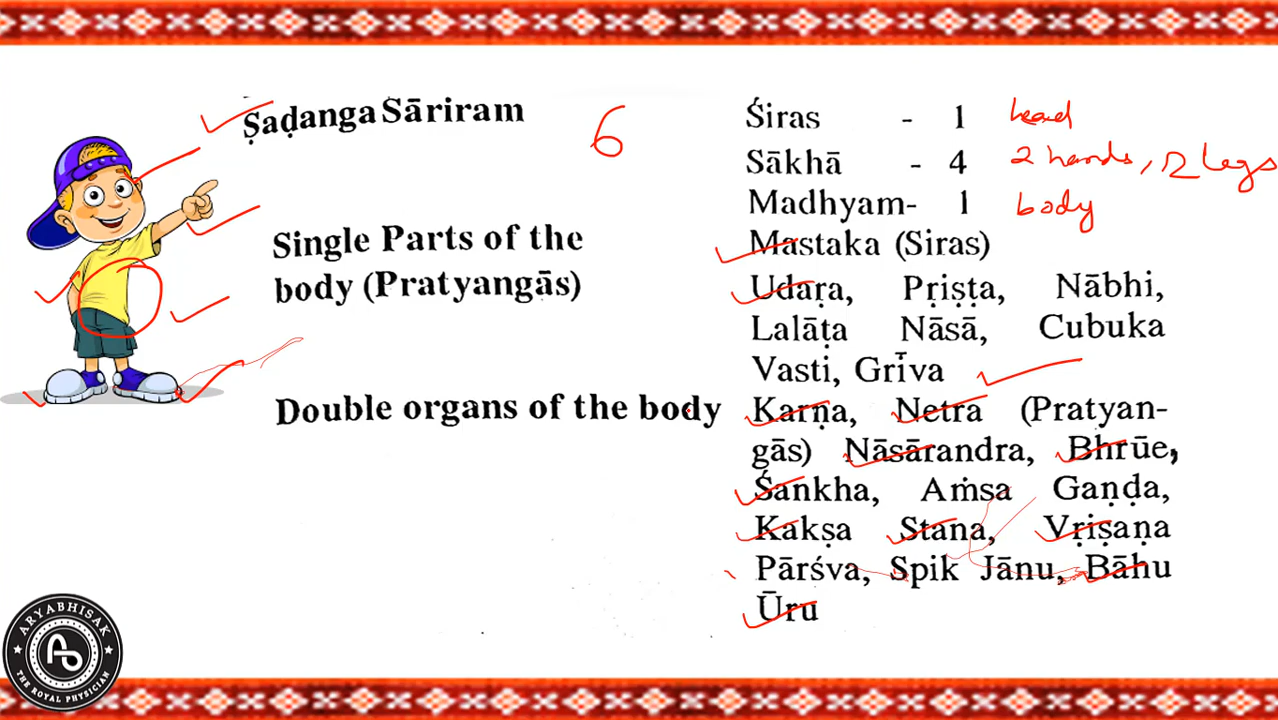 Ṣaḍanga Sāriram
6
Śiras - 1 head
Sākhā - 4 2 hands, 2 legs
Madhyam- 1 body
Single Parts of the
body (Pratyangās)
Mastaka (Siras)
Udaṛa, Pṛiṣṭa, Nābhi,
Lalāṭa Nāsā, Cubuka
Vasti, Grīva
Double organs of the body
Karṇa, Netra (Pratyan-
gās) Nāsārandra, Bhrūe,
Śankha, Aṁsa Gaṇḍa,
Kakṣa Stana, Vṛiṣaṇa
Pārśva, Spik Jānu, Bāhu
Ūru
ARYABHISAK
THE ROYAL PHYSICIAN